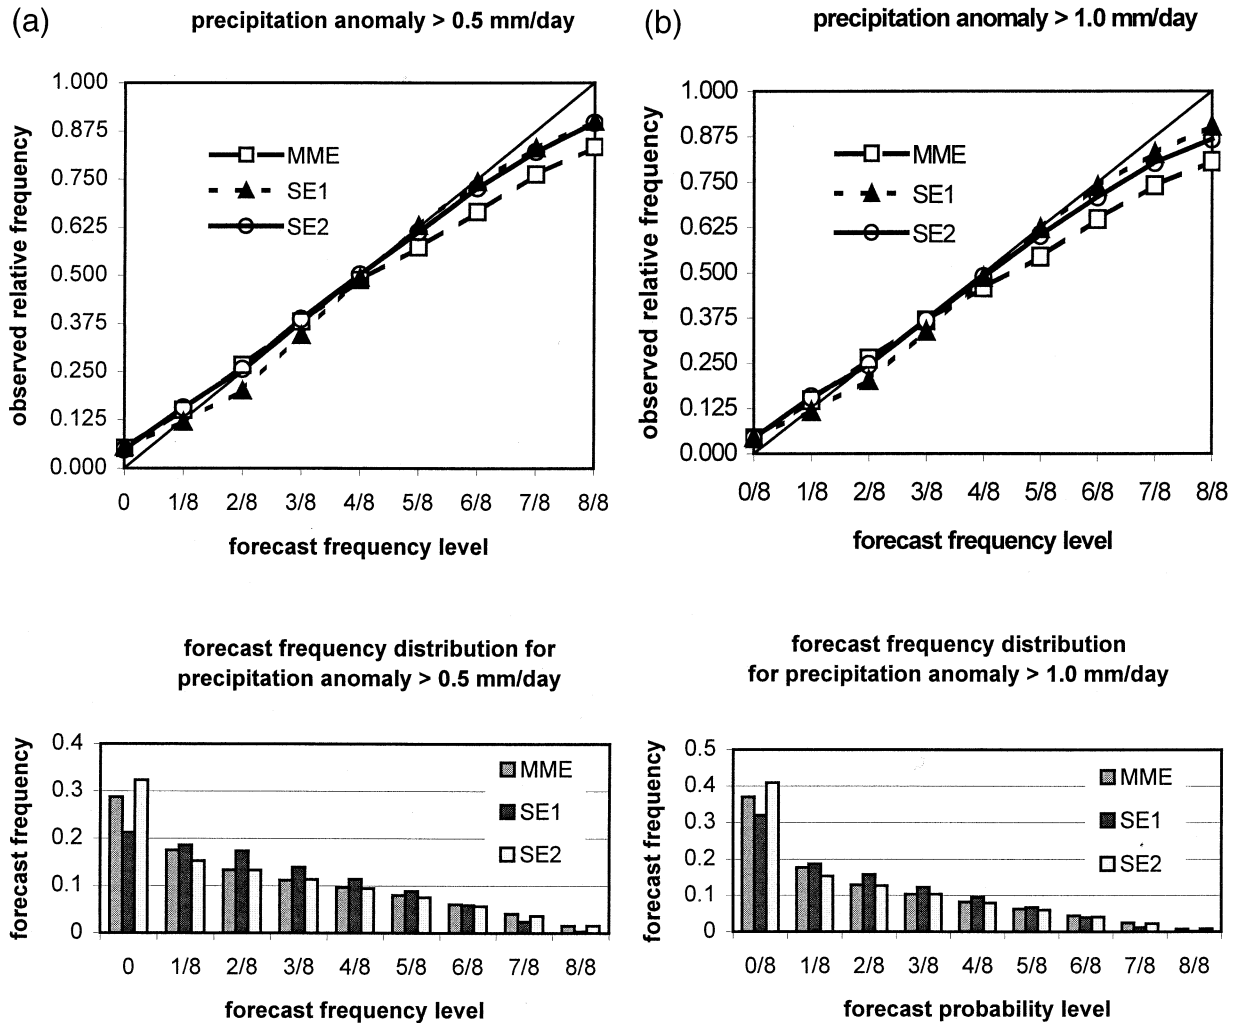 (a)
precipitation anomaly > 0.5 mm/day
observed relative frequency
1.000
0.875
0.750
0.625
0.500
0.375
0.250
0.125
0.000
MME
SE1
SE2
0 1/8 2/8 3/8 4/8 5/8 6/8 7/8 8/8
forecast frequency level
(b)
precipitation anomaly > 1.0 mm/day
observed relative frequency
1.000
0.875
0.750
0.625
0.500
0.375
0.250
0.125
0.000
MME
SE1
SE2
0/8 1/8 2/8 3/8 4/8 5/8 6/8 7/8 8/8
forecast frequency level
forecast frequency distribution for
precipitation anomaly > 0.5 mm/day
forecast frequency
0.4
0.3
0.2
0.1
0
MME
SE1
SE2
0 1/8 2/8 3/8 4/8 5/8 6/8 7/8 8/8
forecast frequency level
forecast frequency distribution
for precipitation anomaly > 1.0 mm/day
forecast frequency
0.5
0.4
0.3
0.2
0.1
0
MME
SE1
SE2
0/8 1/8 2/8 3/8 4/8 5/8 6/8 7/8 8/8
forecast probability level